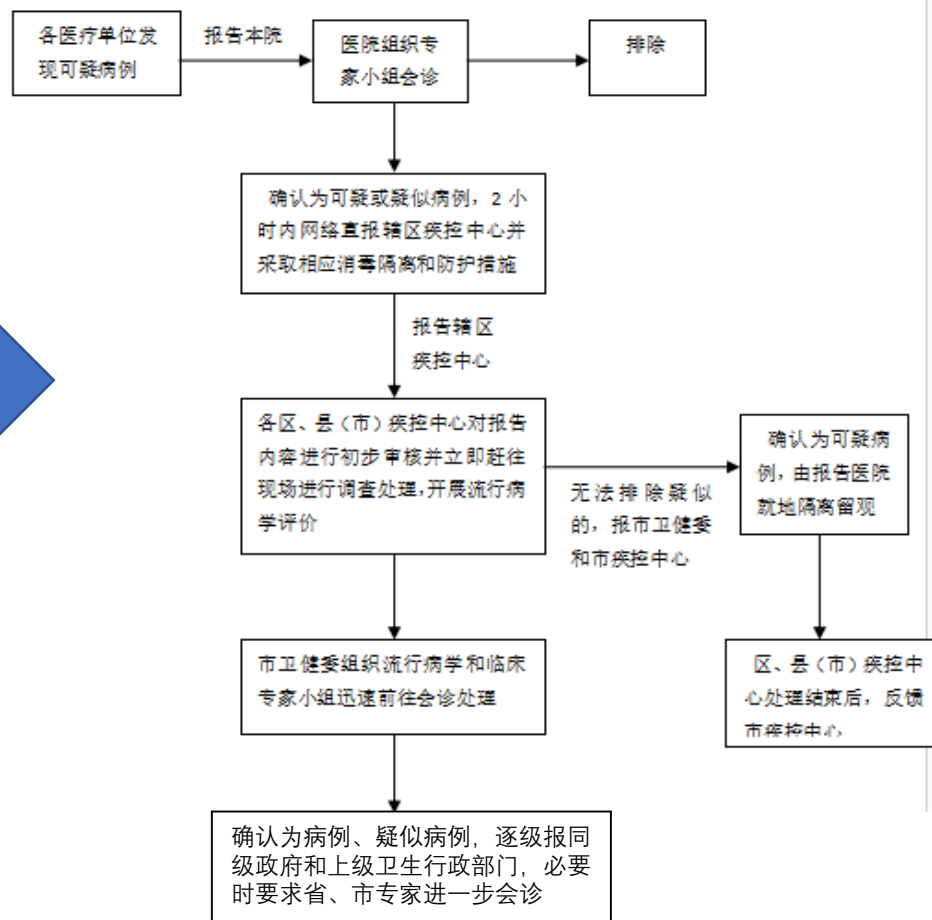 各医疗单位发
现可疑病例
报告本院
医院组织专
家小组会诊
排除
确认为可疑或疑似病例，2 小
时内网络直报辖区疾控中心并
采取相应消毒隔离和防护措施
报告辖区
疾控中心
各区、县（市）疾控中心对报告
内容进行初步审核并立即赶往
现场进行调查处理，开展流行病
学评价
无法排除疑似
的，报市卫健委
和市疾控中心
确认为可疑病
例，由报告医院
就地隔离留观
市卫健委组织流行病学和临床
专家小组迅速前往会诊处理
区、县（市）疾控中
心处理结束后，反馈
市疾控中心
确认为病例、疑似病例，逐级报同
级政府和上级卫生行政部门，必要
时要求省、市专家进一步会诊